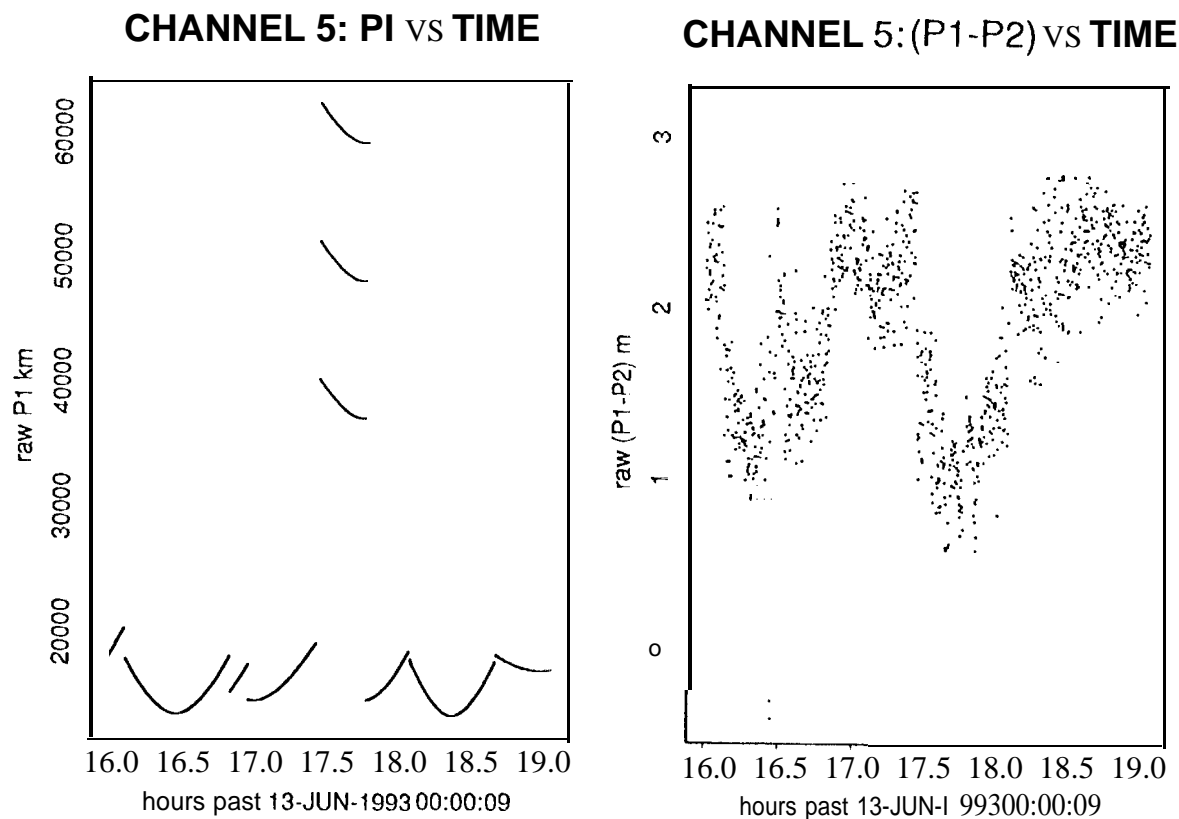 CHANNEL 5: PI VS TIME
raw P1 km
60000
50000
40000
30000
20000
16.0 16.5 17.0 17.5 18.0 18.5 19.0
hours past 13-JUN-1993 00:00:09
CHANNEL 5: (P1-P2) VS TIME
raw (P1-P2) m
3
2
1
o
16.0 16.5 17.0 17.5 18.0 18.5 19.0
hours past 13-JUN-I 99300:00:09